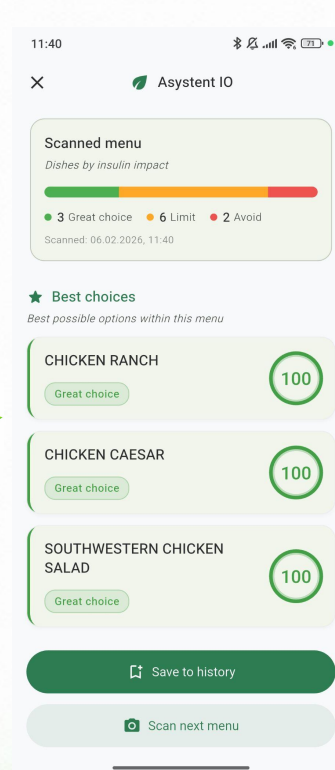 11:40
71
Asystent IO
Scanned menu
Dishes by insulin impact
3 Great choice 6 Limit 2 Avoid
Scanned: 06.02.2026, 11:40
Best choices
Best possible options within this menu
CHICKEN RANCH
Great choice
100
CHICKEN CAESAR
Great choice
100
SOUTHWESTERN CHICKEN
SALAD
Great choice
100
Save to history
Scan next menu